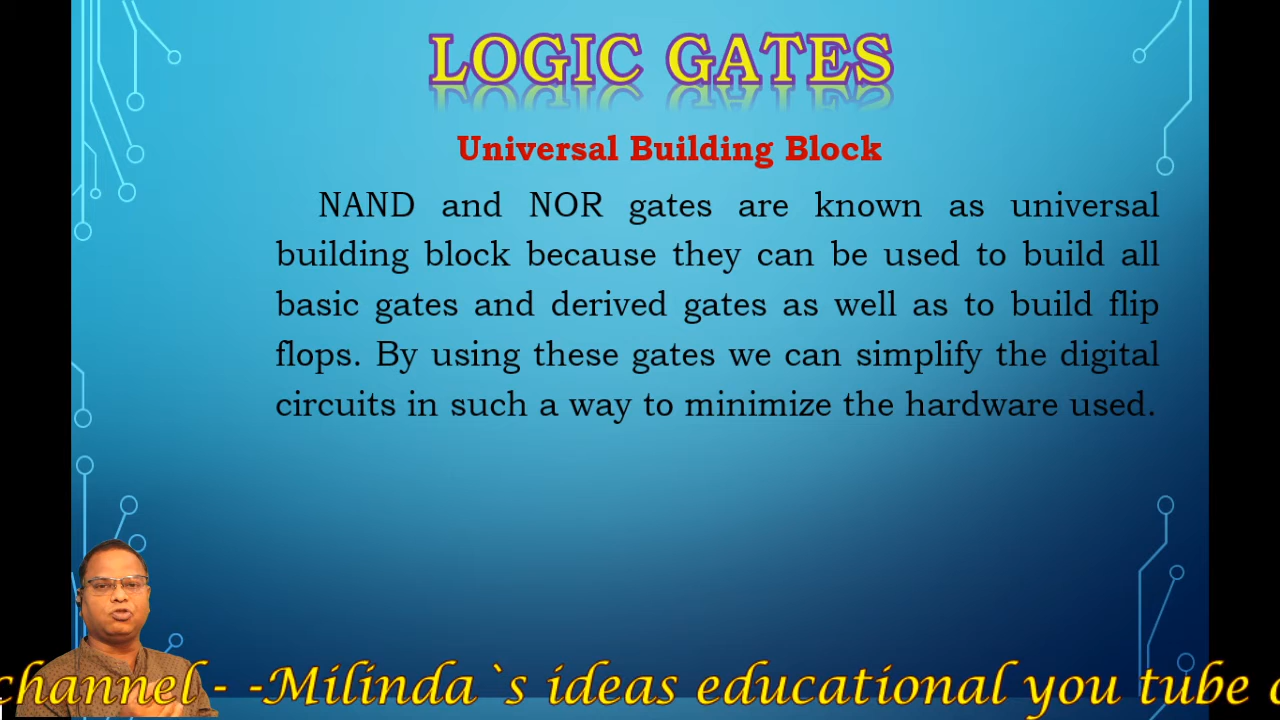 LOGIC GATES
Universal Building Block
NAND and NOR gates are known as universal
building block because they can be used to build all
basic gates and derived gates as well as to build flip
flops. By using these gates we can simplify the digital
circuits in such a way to minimize the hardware used.
channel - -Milinda`s ideas educational you tube c